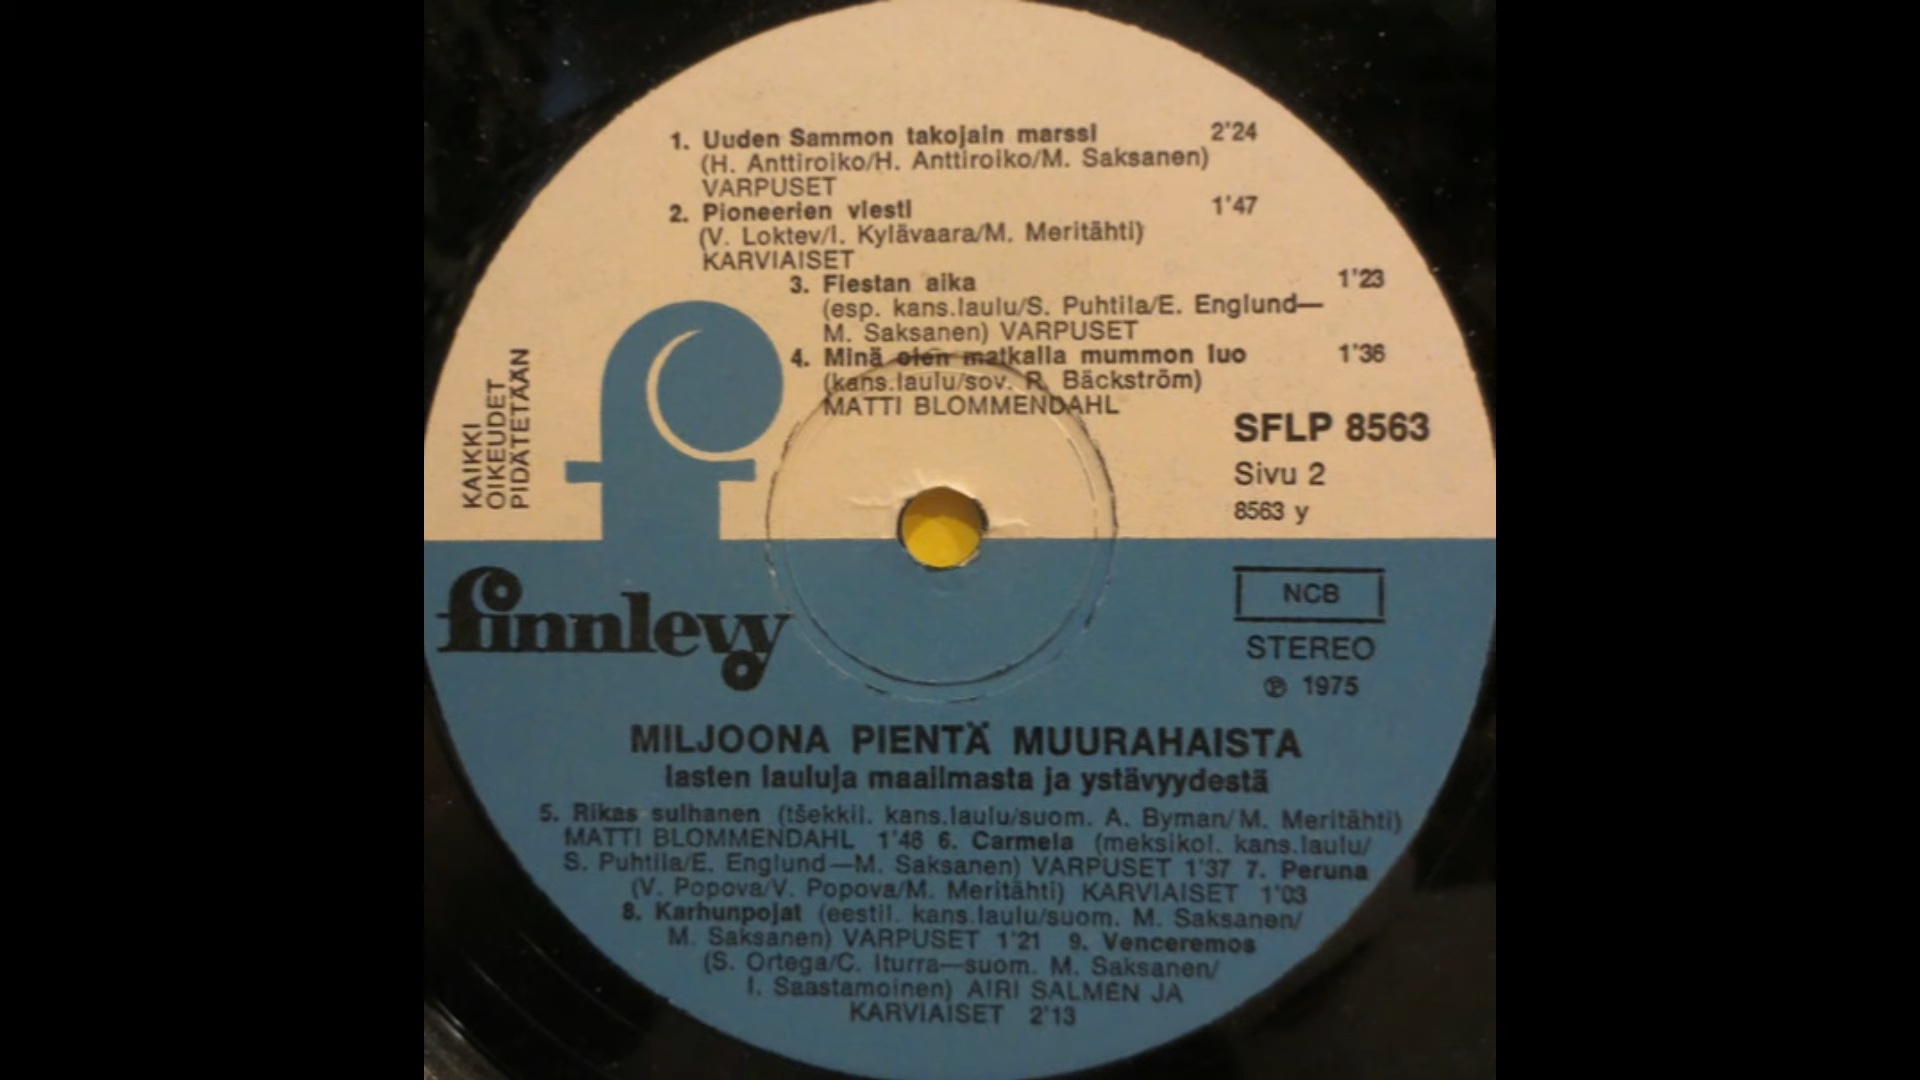 1. Uuden Sammon takojain marssi 2'24
(H. Anttiroiko/H. Anttiroiko/M. Saksanen)
VARPUSET
2. Pioneerien viesti 1'47
(V. Loktev/I. Kylävaara/M. Meritähti)
KARVIAISET
3. Fiestan aika 1'23
(esp. kans.laulu/S. Puhtila/E. Englund—
M. Saksanen) VARPUSET
4. Minä olen matkalla mummon luo 1'36
(kans.laulu/sov. R. Bäckström)
MATTI BLOMMENDAHL
KAIKKI
OIKEUDET
PIDÄTETÄÄN
SFLP 8563
Sivu 2
8563 y
f
finnlevy
NCB
STEREO
℗ 1975
MILJOONA PIENTÄ MUURAHAISTA
lasten lauluja maailmasta ja ystävyydestä
5. Rikas sulhanen (tšekkil. kans.laulu/suom. A. Byman/M. Meritähti)
MATTI BLOMMENDAHL 1'46 6. Carmela (meksikol. kans.laulu/
S. Puhtila/E. Englund—M. Saksanen) VARPUSET 1'37 7. Peruna
(V. Popova/V. Popova/M. Meritähti) KARVIAISET 1'03
8. Karhunpojat (eestil. kans.laulu/suom. M. Saksanen/
M. Saksanen) VARPUSET 1'21 9. Venceremos
(S. Ortega/C. Iturra—suom. M. Saksanen/
I. Saastamoinen) AIRI SALMEN JA
KARVIAISET 2'13